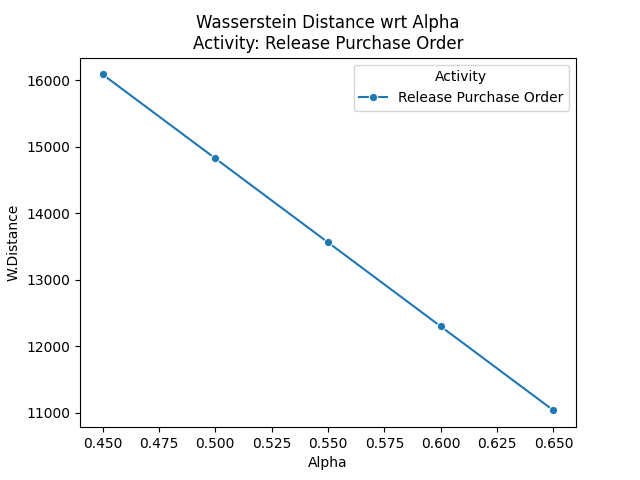 Wasserstein Distance wrt Alpha
Activity: Release Purchase Order
Activity
Release Purchase Order
W.Distance
16000
15000
14000
13000
12000
11000
0.450 0.475 0.500 0.525 0.550 0.575 0.600 0.625 0.650
Alpha